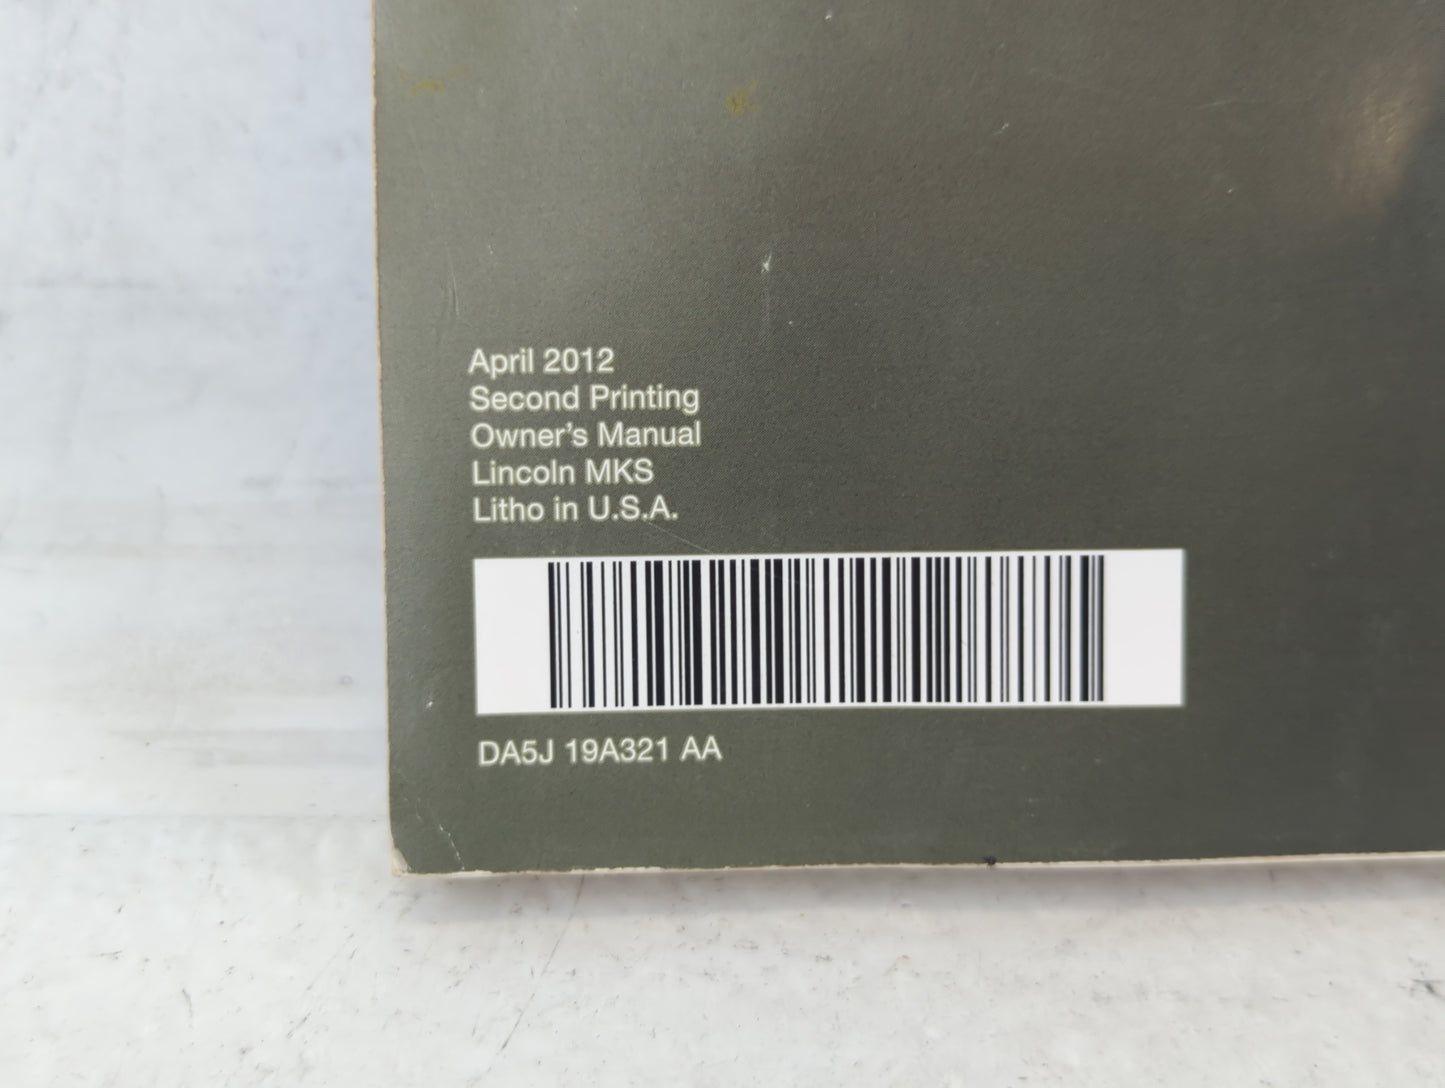 April 2012
Second Printing
Owner's Manual
Lincoln MKS
Litho in U.S.A.
DA5J 19A321 AA